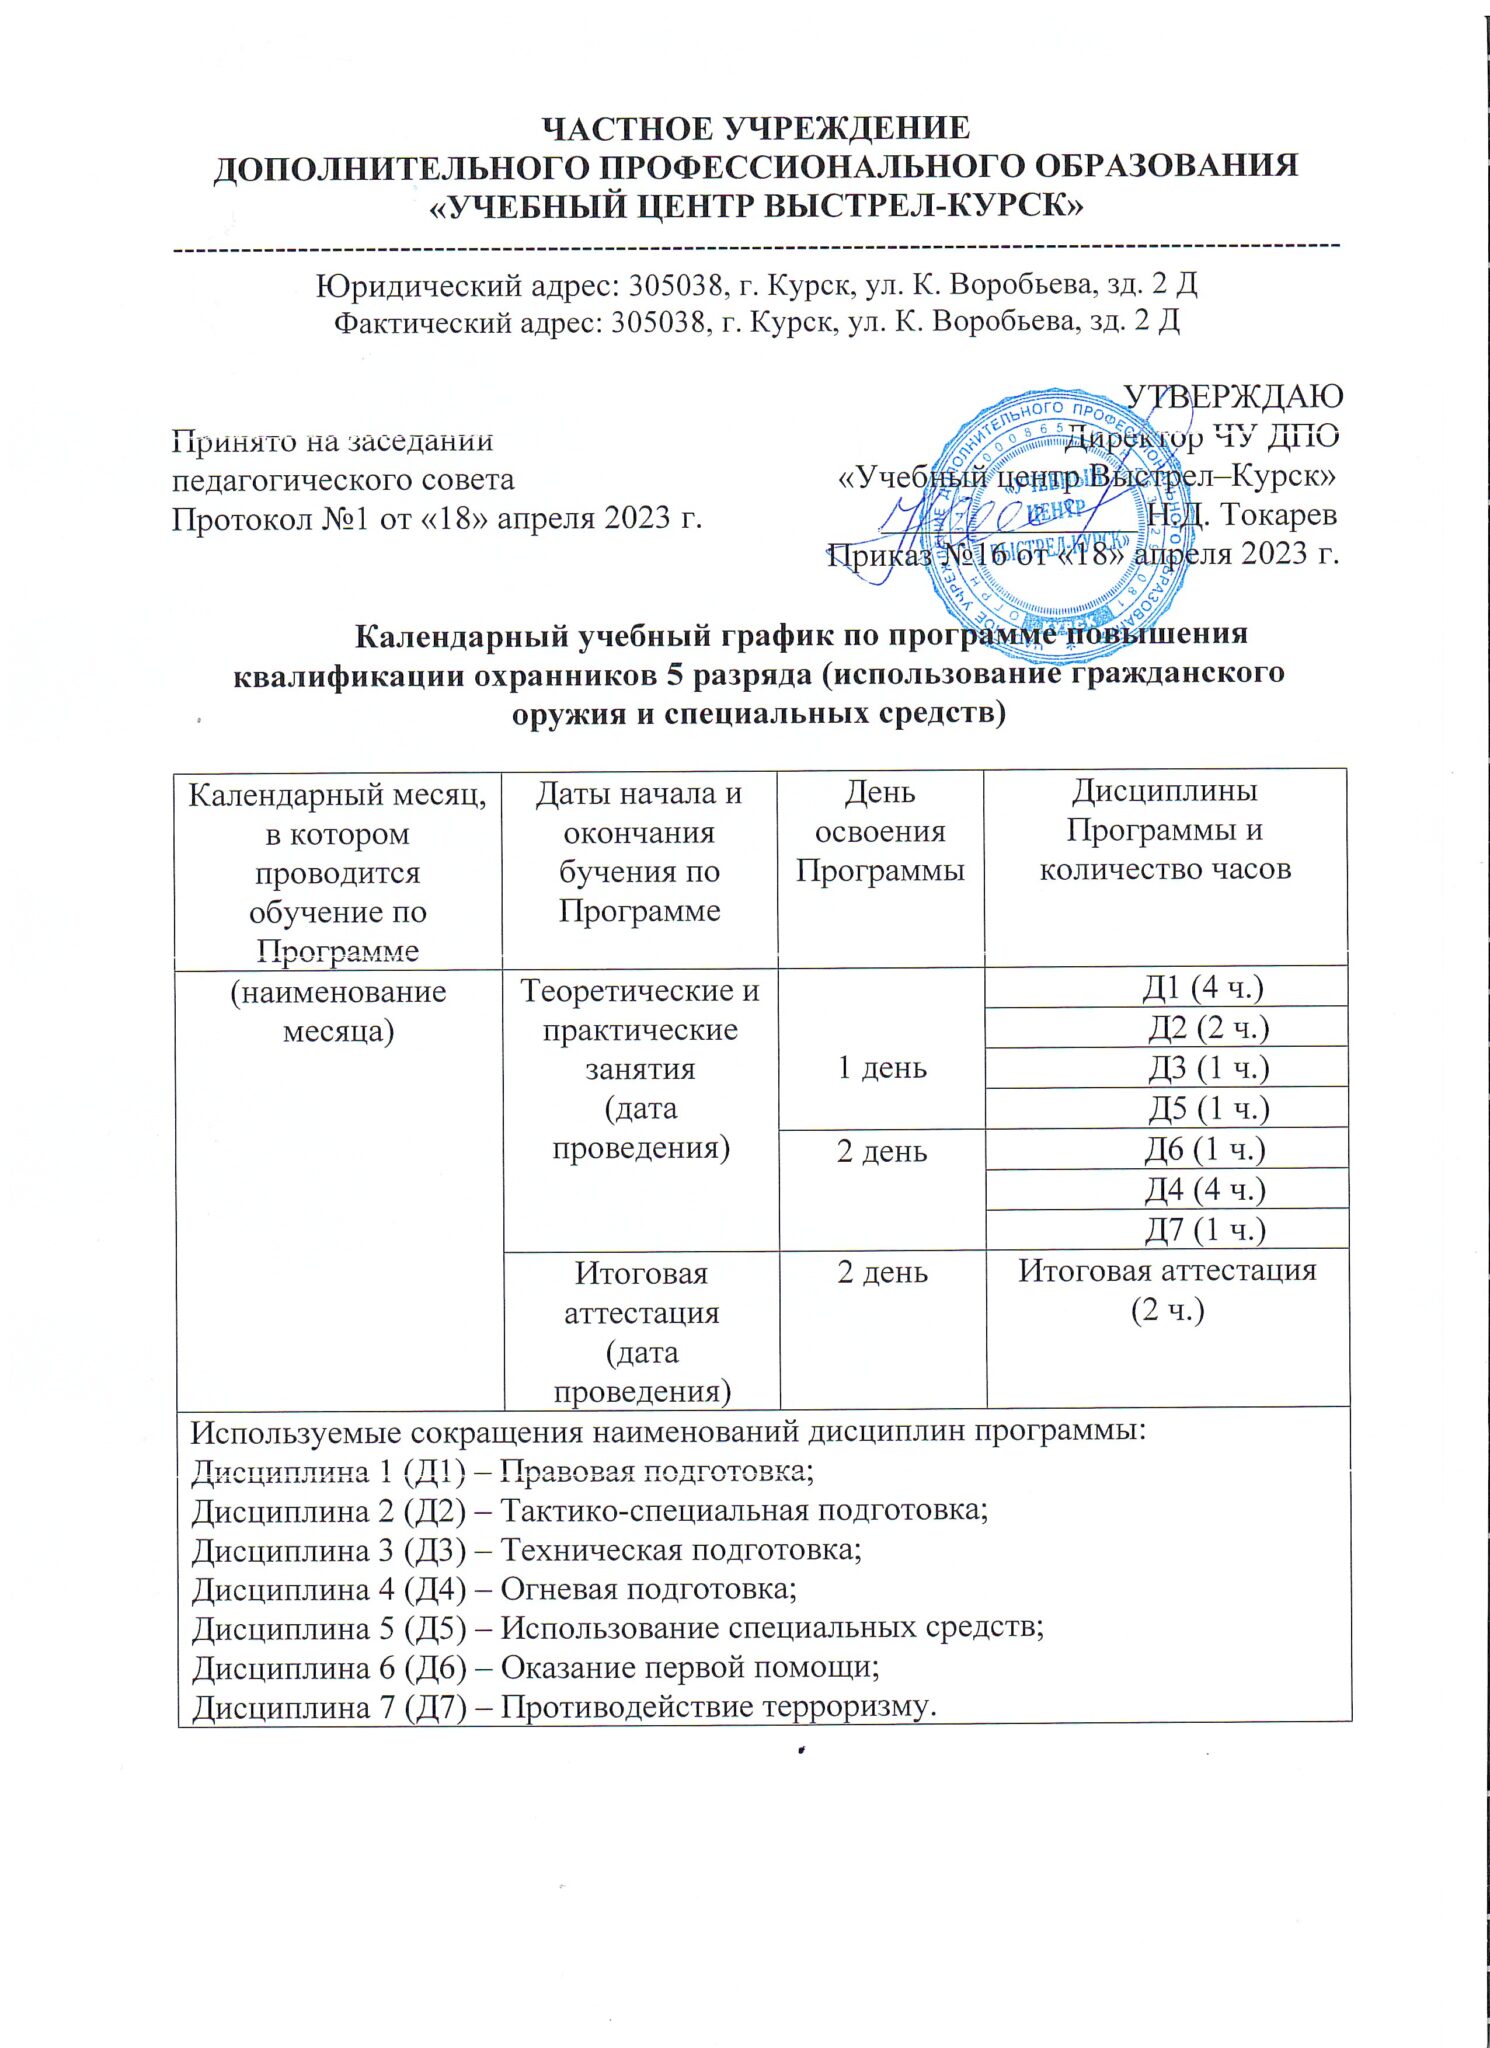 ЧАСТНОЕ УЧРЕЖДЕНИЕ
ДОПОЛНИТЕЛЬНОГО ПРОФЕССИОНАЛЬНОГО ОБРАЗОВАНИЯ
«УЧЕБНЫЙ ЦЕНТР ВЫСТРЕЛ-КУРСК»
Юридический адрес: 305038, г. Курск, ул. К. Воробьева, зд. 2 Д
Фактический адрес: 305038, г. Курск, ул. К. Воробьева, зд. 2 Д
Принято на заседании
педагогического совета
Протокол №1 от «18» апреля 2023 г.
УТВЕРЖДАЮ
Директор ЧУ ДПО
«Учебный центр Выстрел–Курск»
Н.Д. Токарев
Приказ №16 от «18» апреля 2023 г.
«УЧЕБНЫЙ
ЦЕНТР
ВЫСТРЕЛ-КУРСК»
Календарный учебный график по программе повышения
квалификации охранников 5 разряда (использование гражданского
оружия и специальных средств)
Календарный месяц,
в котором
проводится
обучение по
Программе
Даты начала и
окончания
бучения по
Программе
День
освоения
Программы
Дисциплины
Программы и
количество часов
(наименование
месяца)
Теоретические и
практические
занятия
(дата
проведения)
1 день
Д1 (4 ч.)
Д2 (2 ч.)
Д3 (1 ч.)
Д5 (1 ч.)
2 день
Д6 (1 ч.)
Д4 (4 ч.)
Д7 (1 ч.)
Итоговая
аттестация
(дата
проведения)
2 день
Итоговая аттестация
(2 ч.)
Используемые сокращения наименований дисциплин программы:
Дисциплина 1 (Д1) – Правовая подготовка;
Дисциплина 2 (Д2) – Тактико-специальная подготовка;
Дисциплина 3 (Д3) – Техническая подготовка;
Дисциплина 4 (Д4) – Огневая подготовка;
Дисциплина 5 (Д5) – Использование специальных средств;
Дисциплина 6 (Д6) – Оказание первой помощи;
Дисциплина 7 (Д7) – Противодействие терроризму.